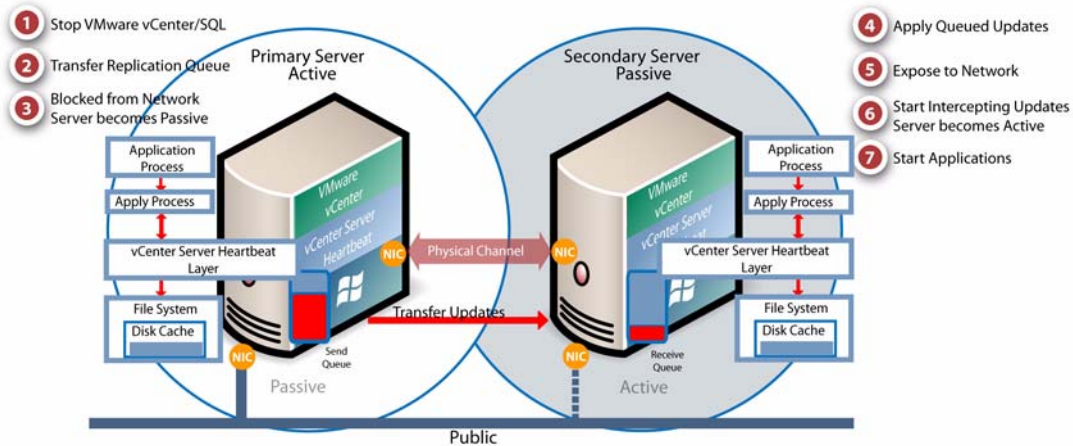 1 Stop VMware vCenter/SQL
2 Transfer Replication Queue
3 Blocked from Network
Server becomes Passive
Primary Server
Active
Secondary Server
Passive
4 Apply Queued Updates
5 Expose to Network
6 Start Intercepting Updates
Server becomes Active
7 Start Applications
Application
Process
Apply Process
vCenter Server Heartbeat
Layer
File System
Disk Cache
VMware
vCenter
vCenter Server
Heartbeat
NIC
Physical Channel
NIC
Transfer Updates
Send
Queue
NIC
Passive
VMware
vCenter
vCenter Server
Heartbeat
Application
Process
Apply Process
vCenter Server Heartbeat
Layer
File System
Disk Cache
Receive
Queue
NIC
Active
Public